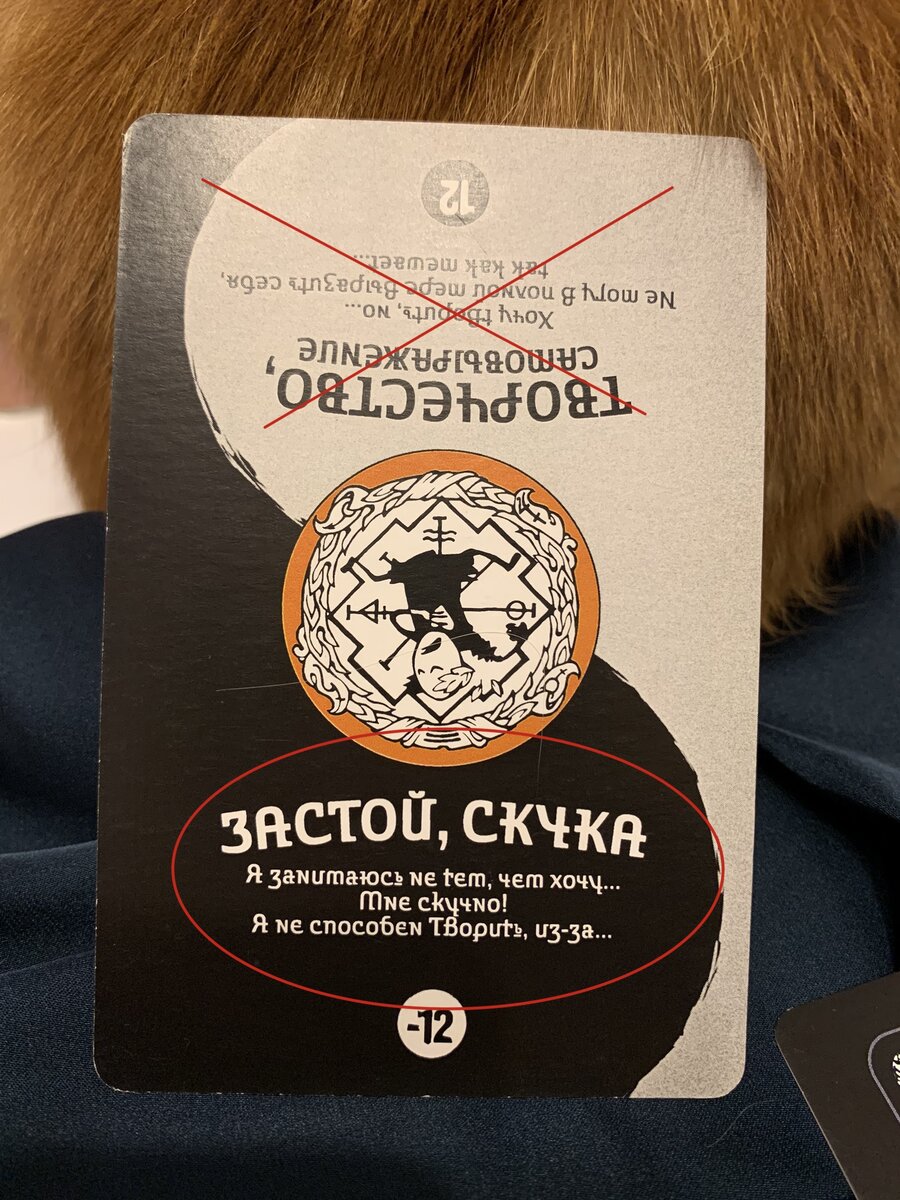 ТВОРЧЕСТВО,
САМОВЫРАЖЕНИЕ
Хочу творить, но...
Не могу в полной мере выразить себя,
так как мешает...
12
ЗАСТОЙ, СКУЧКА
Я занимаюсь не тем, чем хочу...
Мне скучно!
Я не способен Творить, из-за...
-12